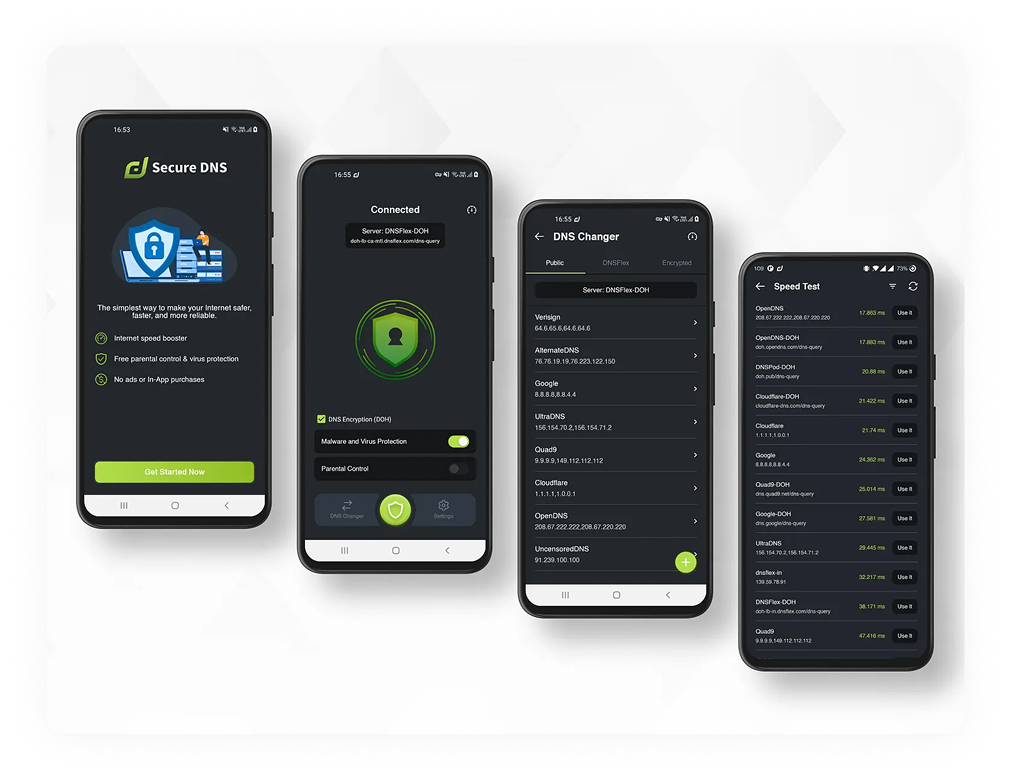 16:53
Secure DNS
The simplest way to make your Internet safer,
faster, and more reliable.
Internet speed booster
Free parental control & virus protection
No ads or In-App purchases
Get Started Now
16:55
Connected
Server: DNSFlex-DOH
doh-lb-ca-mtl.dnsflex.com/dns-query
DNS Encryption (DOH)
Malware and Virus Protection
Parental Control
DNS Changer
Settings
16:55
DNS Changer
Public DNSFlex Encrypted
Server: DNSFlex-DOH
Verisign
64.6.65.6,64.6.64.6
AlternateDNS
76.76.19.19,76.223.122.150
Google
8.8.8.8,8.8.4.4
UltraDNS
156.154.70.2,156.154.71.2
Quad9
9.9.9.9,149.112.112.112
Cloudflare
1.1.1.1,1.0.0.1
OpenDNS
208.67.222.222,208.67.220.220
UncensoredDNS
91.239.100.100
+
1:09 73%
Speed Test
OpenDNS
208.67.222.222,208.67.220.220
17.863 ms Use It
OpenDNS-DOH
doh.opendns.com/dns-query
17.883 ms Use It
DNSPod-DOH
doh.pub/dns-query
20.88 ms Use It
Cloudflare-DOH
cloudflare-dns.com/dns-query
21.422 ms Use It
Cloudflare
1.1.1.1,1.0.0.1
21.74 ms Use It
Google
8.8.8.8,8.8.4.4
24.362 ms Use It
Quad9-DOH
dns.quad9.net/dns-query
25.014 ms Use It
Google-DOH
dns.google/dns-query
27.581 ms Use It
UltraDNS
156.154.70.2,156.154.71.2
29.445 ms Use It
dnsflex-in
139.59.78.91
32.217 ms Use It
DNSFlex-DOH
doh-lb-in.dnsflex.com/dns-query
38.171 ms Use It
Quad9
9.9.9.9,149.112.112.112
47.416 ms Use It